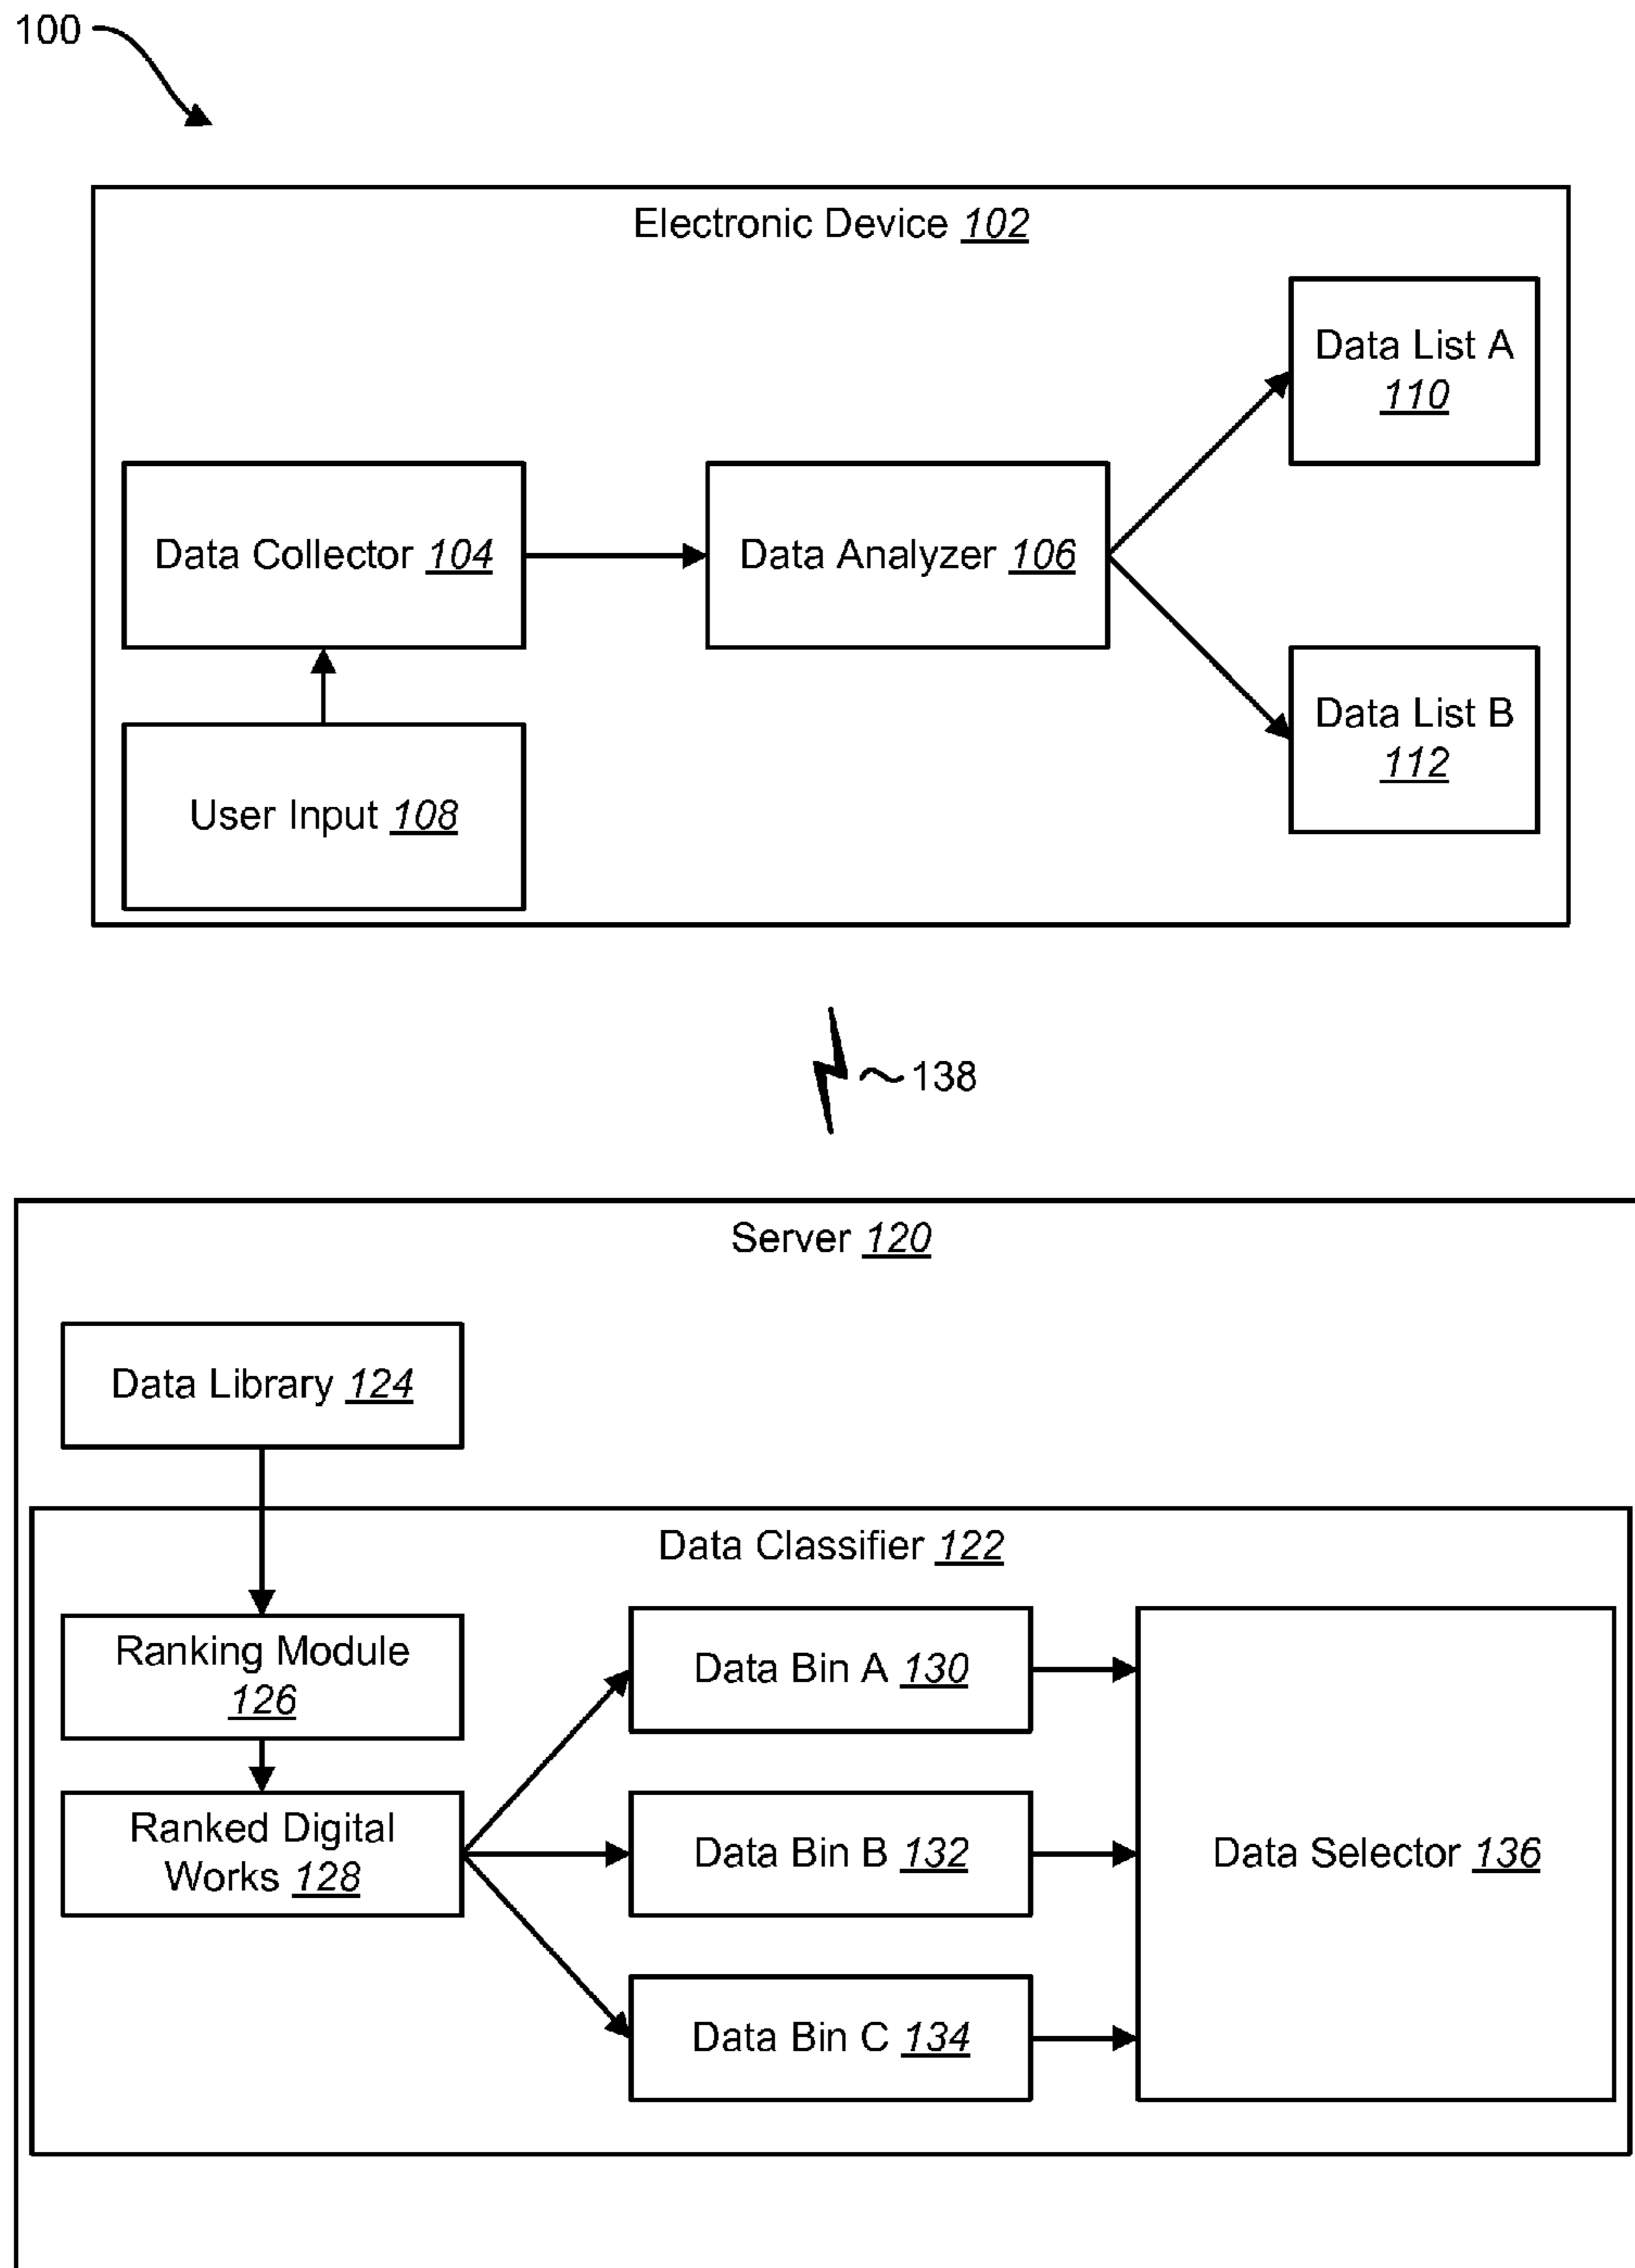 100
Electronic Device 102
Data List A
110
Data Collector 104
Data Analyzer 106
User Input 108
Data List B
112
138
Server 120
Data Library 124
Data Classifier 122
Ranking Module
126
Data Bin A 130
Ranked Digital
Works 128
Data Bin B 132
Data Selector 136
Data Bin C 134